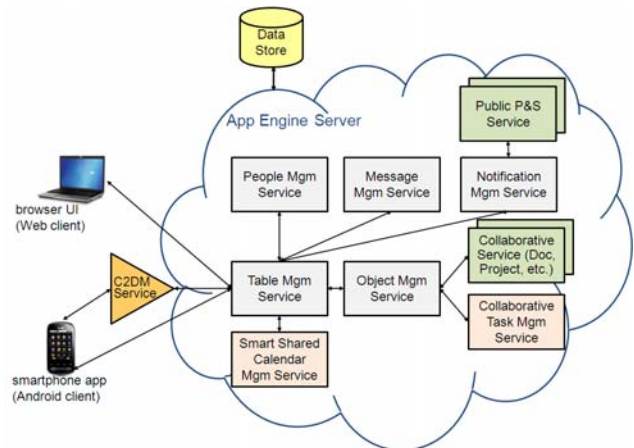 Data
Store
App Engine Server
Public P&S
Service
People Mgm
Service
Message
Mgm Service
Notification
Mgm Service
browser UI
(Web client)
Collaborative
Service (Doc,
Project, etc.)
C2DM
Service
Table Mgm
Service
Object Mgm
Service
Collaborative
Task Mgm
Service
Smart Shared
Calendar
Mgm Service
smartphone app
(Android client)